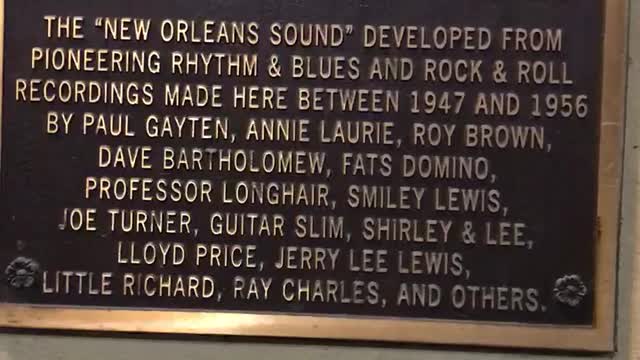 THE "NEW ORLEANS SOUND" DEVELOPED FROM
PIONEERING RHYTHM & BLUES AND ROCK & ROLL
RECORDINGS MADE HERE BETWEEN 1947 AND 1956
BY PAUL GAYTEN, ANNIE LAURIE, ROY BROWN,
DAVE BARTHOLOMEW, FATS DOMINO,
PROFESSOR LONGHAIR, SMILEY LEWIS,
JOE TURNER, GUITAR SLIM, SHIRLEY & LEE,
LLOYD PRICE, JERRY LEE LEWIS,
LITTLE RICHARD, RAY CHARLES, AND OTHERS.